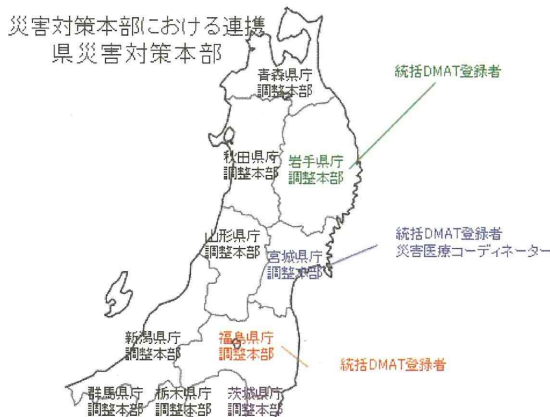 災害対策本部における連携
県災害対策本部
青森県庁
調整本部
統括DMAT登録者
秋田県庁
調整本部
岩手県庁
調整本部
山形県庁
調整本部
宮城県庁
調整本部
統括DMAT登録者
災害医療コーディネーター
新潟県庁
調整本部
福島県庁
調整本部
統括DMAT登録者
群馬県庁
調整本部
栃木県庁
調整本部
茨城県庁
調整本部